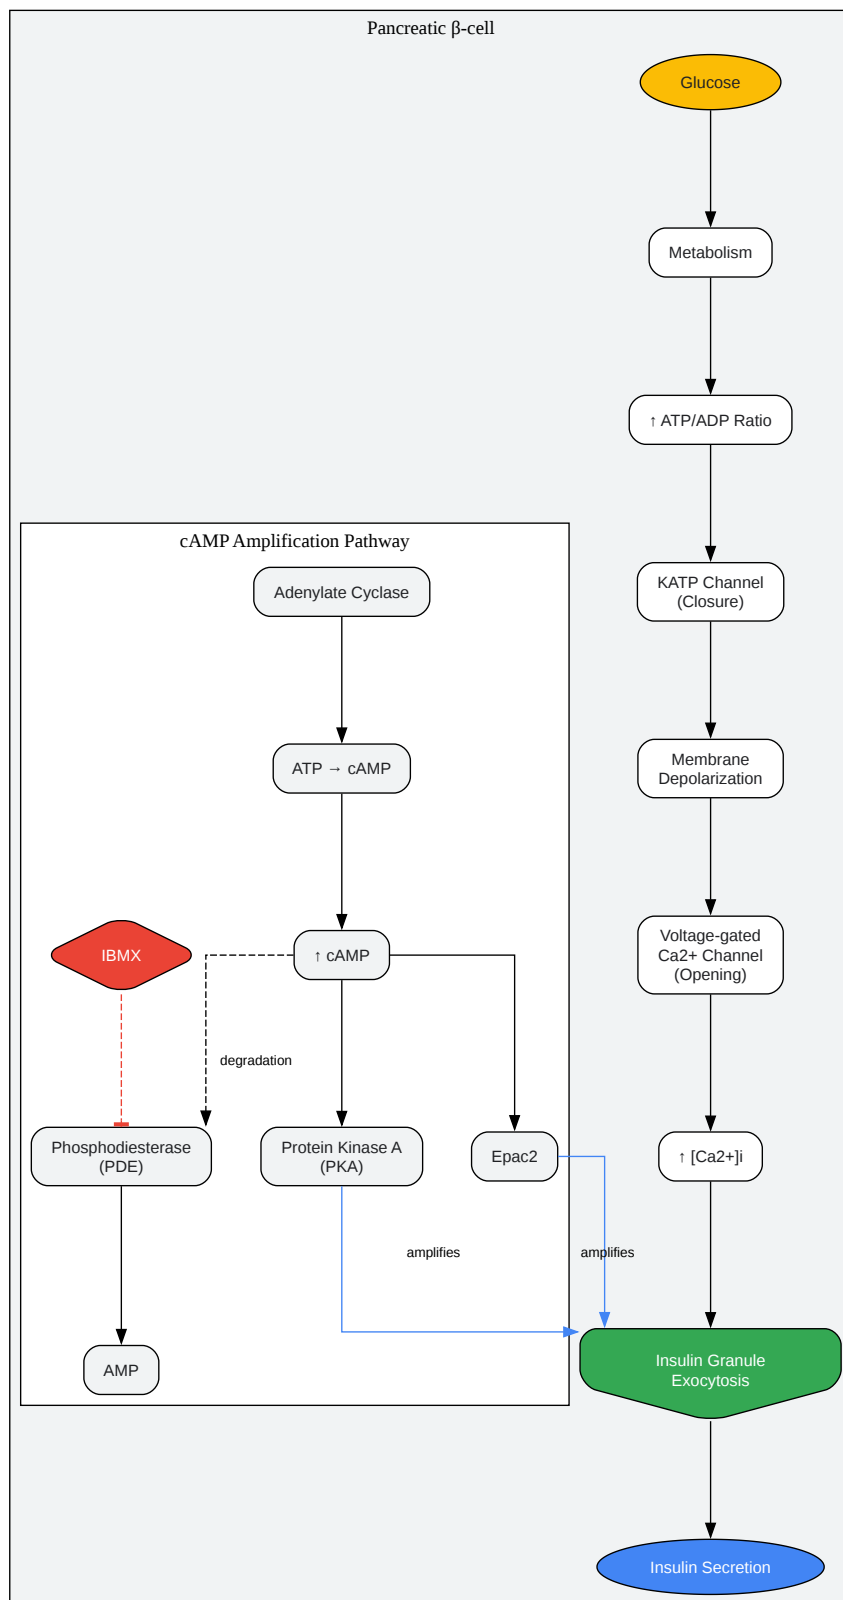 Pancreatic β-cell
Glucose
Metabolism
↑ ATP/ADP Ratio
cAMP Amplification Pathway
Adenylate Cyclase
KATP Channel
(Closure)
ATP → cAMP
Membrane
Depolarization
IBMX
↑ cAMP
Voltage-gated
Ca2+ Channel
(Opening)
degradation
Phosphodiesterase
(PDE)
Protein Kinase A
(PKA)
Epac2
↑ [Ca2+]i
amplifies
amplifies
AMP
Insulin Granule
Exocytosis
Insulin Secretion